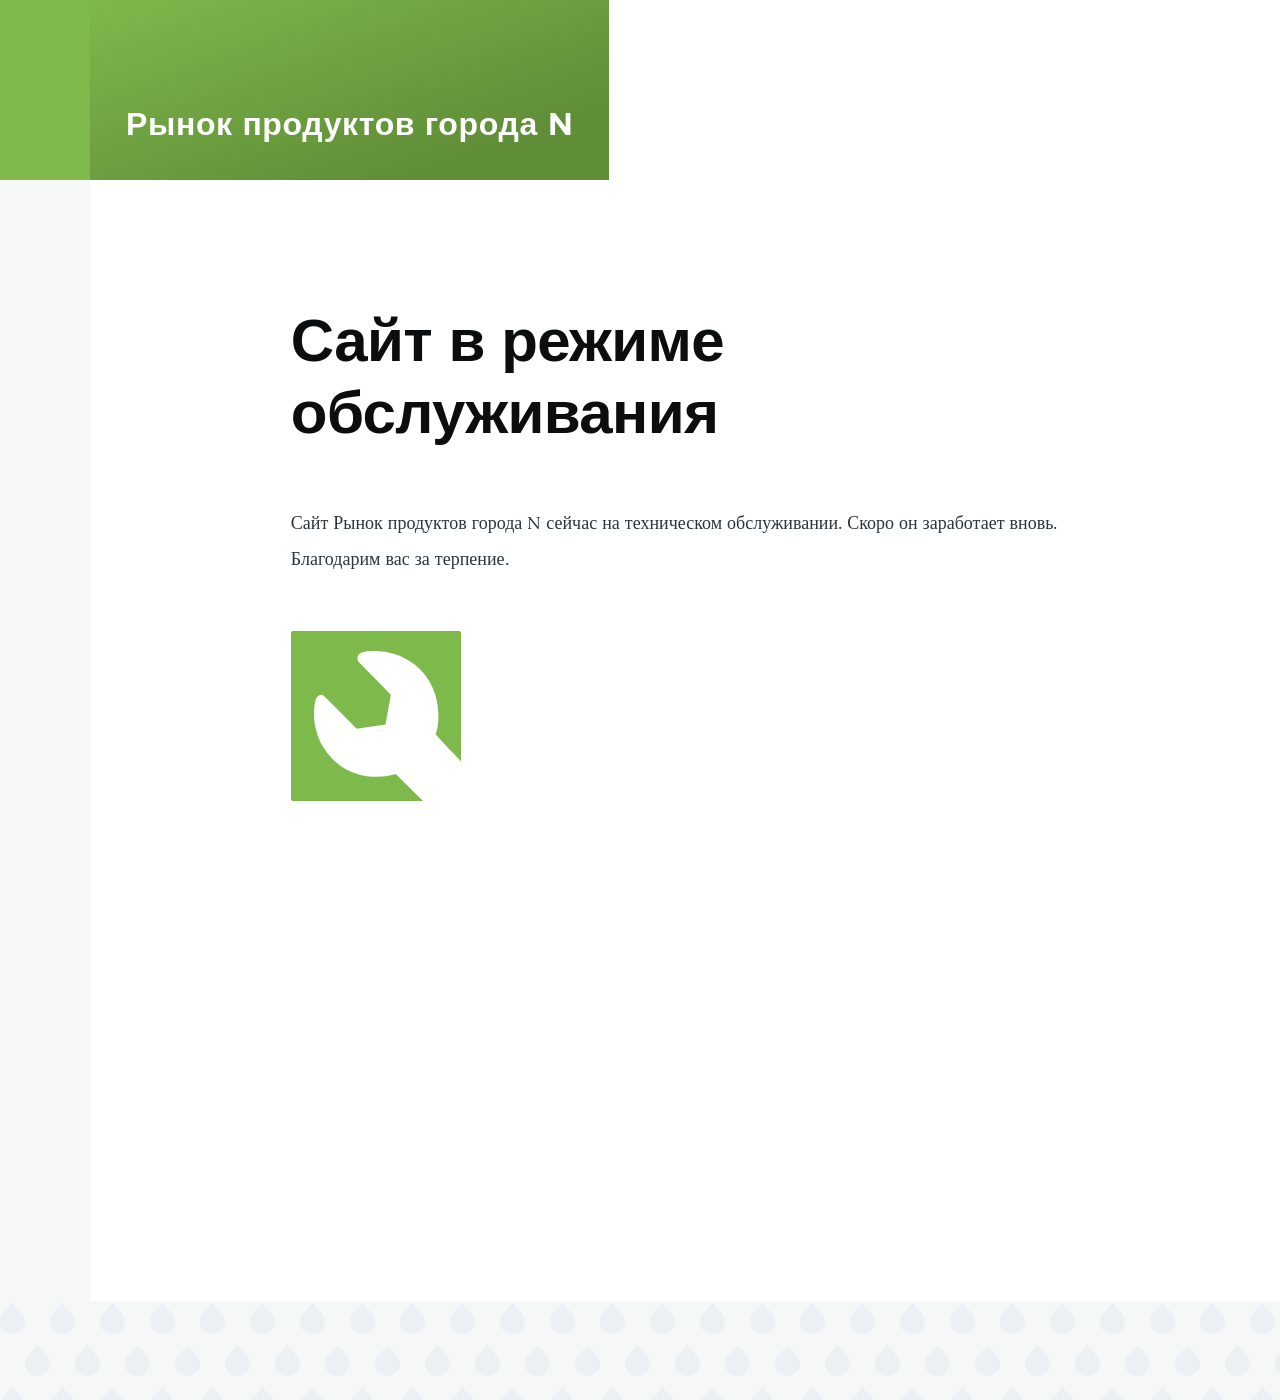 Рынок продуктов города N
Сайт в режиме
обслуживания
Сайт Рынок продуктов города N сейчас на техническом обслуживании. Скоро он заработает вновь.
Благодарим вас за терпение.